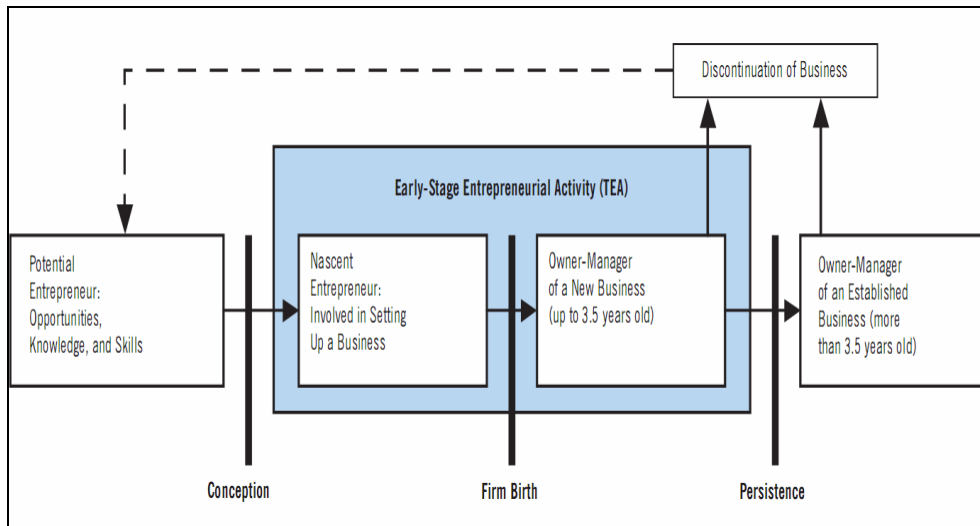 Discontinuation of Business
Early-Stage Entrepreneurial Activity (TEA)
Potential
Entrepreneur:
Opportunities,
Knowledge, and Skills
Nascent
Entrepreneur:
Involved in Setting
Up a Business
Owner-Manager
of a New Business
(up to 3.5 years old)
Owner-Manager
of an Established
Business (more
than 3.5 years old)
Conception
Firm Birth
Persistence